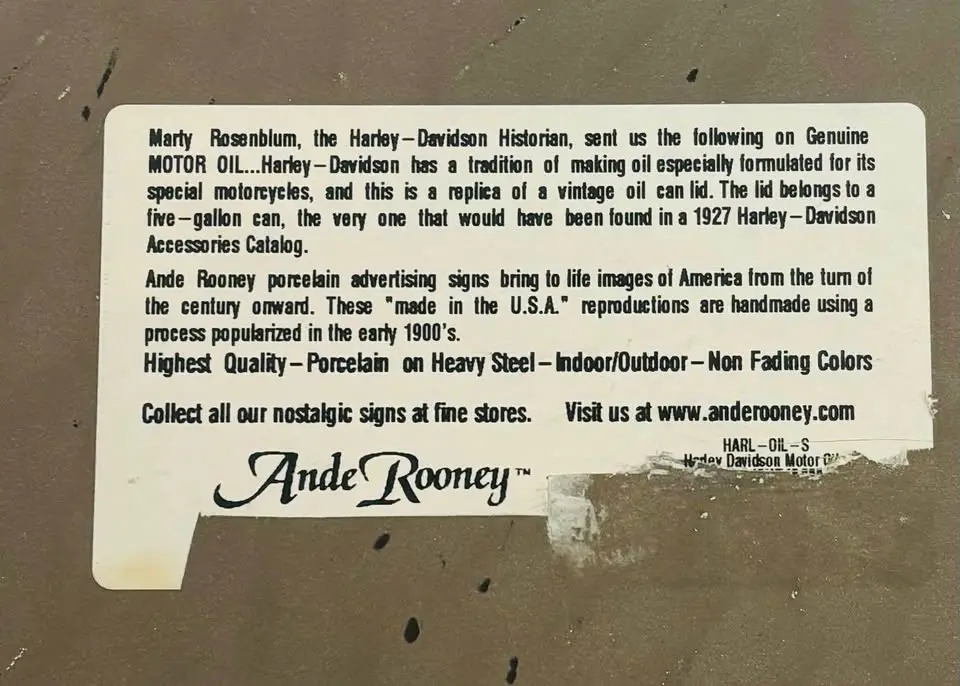 Marty Rosenblum, the Harley-Davidson Historian, sent us the following on Genuine
MOTOR OIL...Harley-Davidson has a tradition of making oil especially formulated for its
special motorcycles, and this is a replica of a vintage oil can lid. The lid belongs to a
five-gallon can, the very one that would have been found in a 1927 Harley-Davidson
Accessories Catalog.
Ande Rooney porcelain advertising signs bring to life images of America from the turn of
the century onward. These "made in the U.S.A." reproductions are handmade using a
process popularized in the early 1900's.
Highest Quality-Porcelain on Heavy Steel-Indoor/Outdoor-Non Fading Colors
Collect all our nostalgic signs at fine stores. Visit us at www.anderooney.com
HARL-OIL-S
Harley Davidson Motor
Ande Rooney™